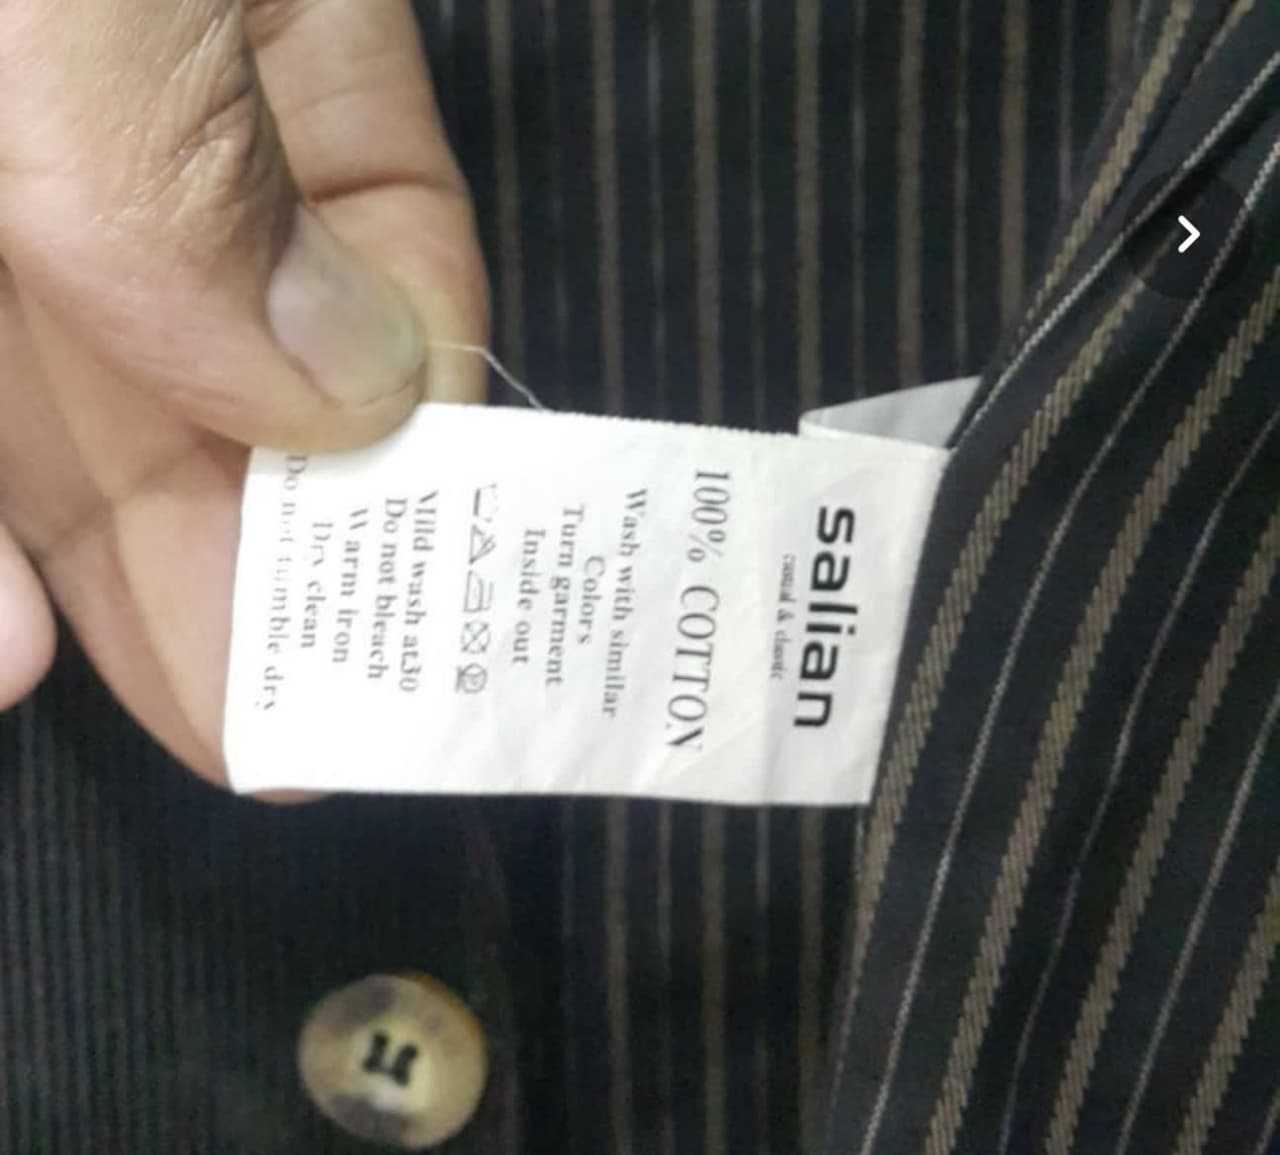 salian
casual & classic
100% COTTON
Wash with similar
Colors
Turn garment
Inside out
Mild wash at30
Do not bleach
Warm iron
Dry clean
Do not tumble dry